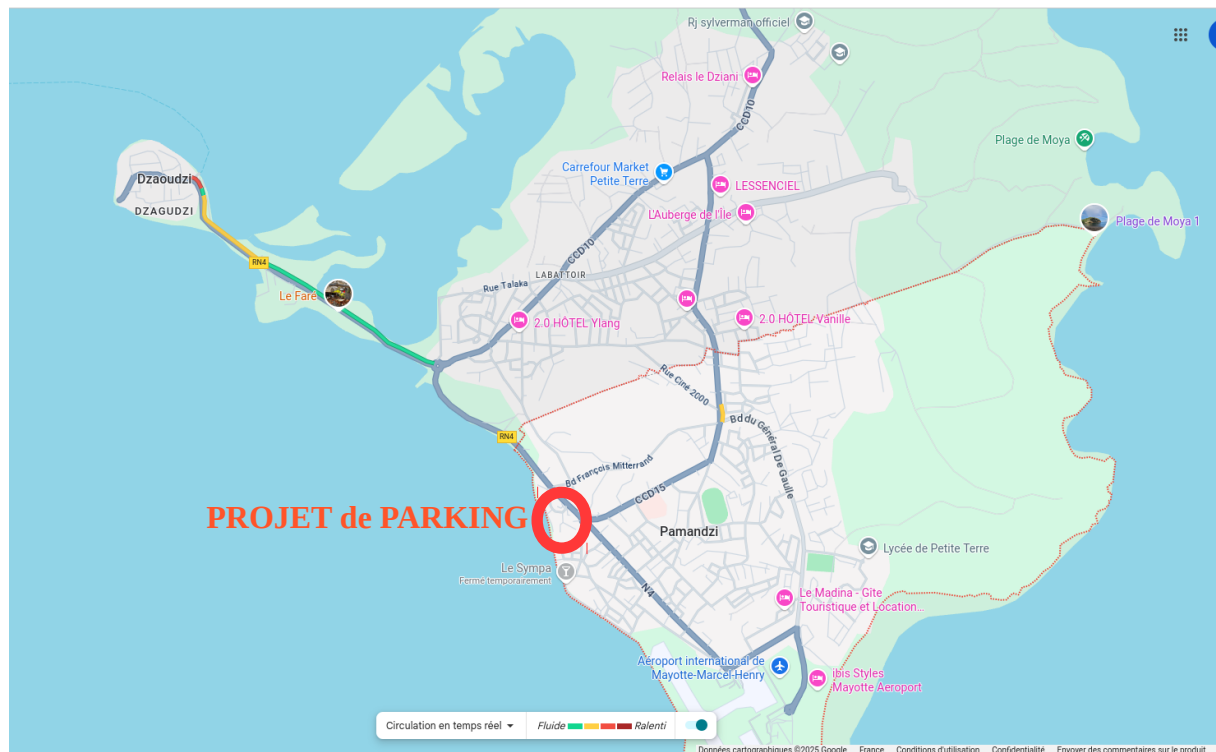 Rj sylverman officiel
Relais le Dziani
CCD10
Plage de Moya
Carrefour Market
Petite Terre
Dzaoudzi
LESSENCIEL
DZAGUDZI
L'Auberge de l'Île
Plage de Moya 1
CCD10
RN4
LABATTOIR
Rue Talaka
Le Faré
2.0 HÔTEL Ylang
2.0 HÔTEL Vanille
Rue Ciné 2000
Bd du Général De Gaulle
RN4
Bd François Mitterrand
CCD15
PROJET de PARKING
Pamandzi
Lycée de Petite Terre
Le Sympa
Fermé temporairement
N4
Le Madina - Gîte
Touristique et Location...
Aéroport international de
Mayotte-Marcel-Henry
ibis Styles
Mayotte Aeroport
Circulation en temps réel
Fluide
Ralenti
Données cartographiques ©2025 Google France Conditions d'utilisation Confidentialité Envoyer des commentaires sur le produit